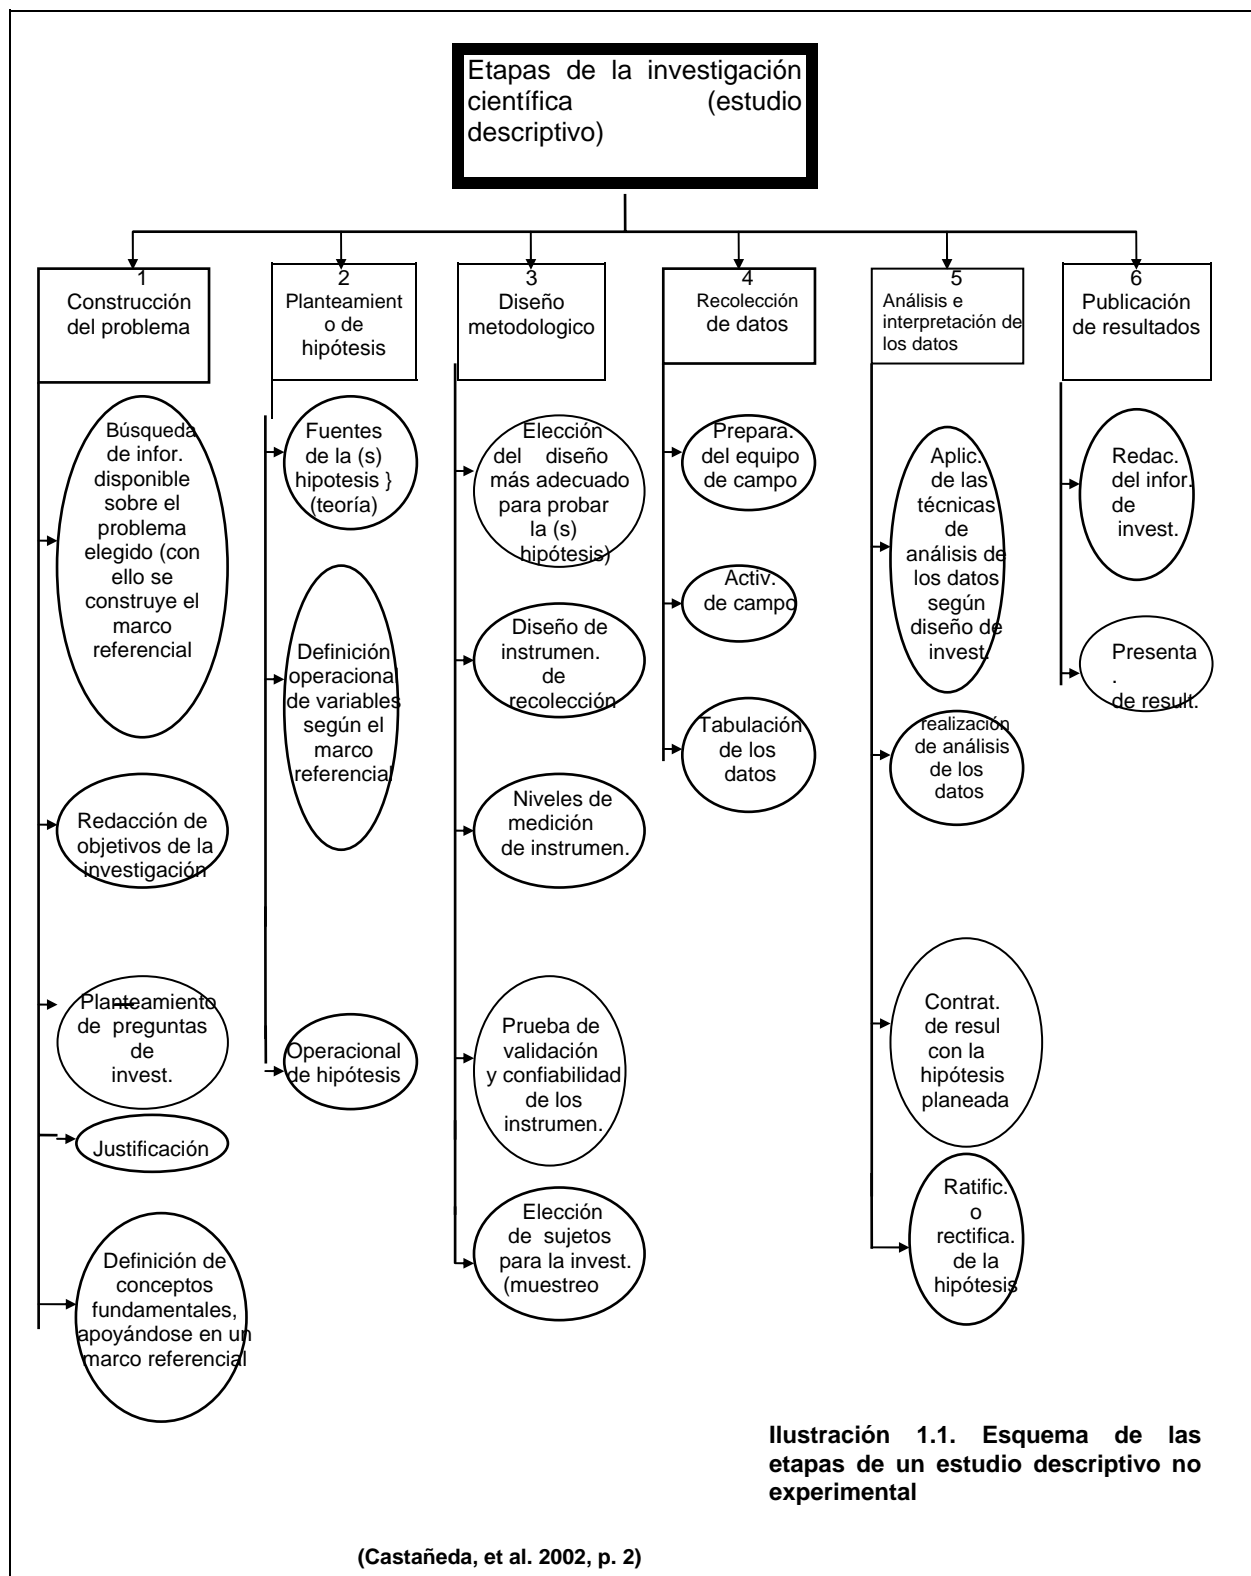 Etapas de la investigación
científica (estudio
descriptivo)
1
Construcción
del problema
2
Planteamient
o de
hipótesis
3
Diseño
metodologico
4
Recolección
de datos
5
Análisis e
interpretación de
los datos
6
Publicación
de resultados
Búsqueda
de infor.
disponible
sobre el
problema
elegido (con
ello se
construye el
marco
referencial
Redacción de
objetivos de la
investigación
Planteamiento
de preguntas
de
invest.
Justificación
Definición de
conceptos
fundamentales,
apoyándose en un
marco referencial
Fuentes
de la (s)
hipotesis }
(teoría)
Definición
operacional
de variables
según el
marco
referencial
Operacional
de hipótesis
Elección
del diseño
más adecuado
para probar
la (s)
hipótesis)
Diseño de
instrumen.
de
recolección
Niveles de
medición
de instrumen.
Prueba de
validación
y confiabilidad
de los
instrumen.
Elección
de sujetos
para la invest.
(muestreo
Prepara.
del equipo
de campo
Activ.
de campo
Tabulación
de los
datos
Aplic.
de las
técnicas
de
análisis de
los datos
según
diseño de
invest.
realización
de análisis
de los
datos
Contrat.
de resul
con la
hipótesis
planeada
Ratific.
o
rectifica.
de la
hipótesis
Redac.
del infor.
de
invest.
Presenta
.
de result.
Ilustración 1.1. Esquema de las
etapas de un estudio descriptivo no
experimental
(Castañeda, et al. 2002, p. 2)